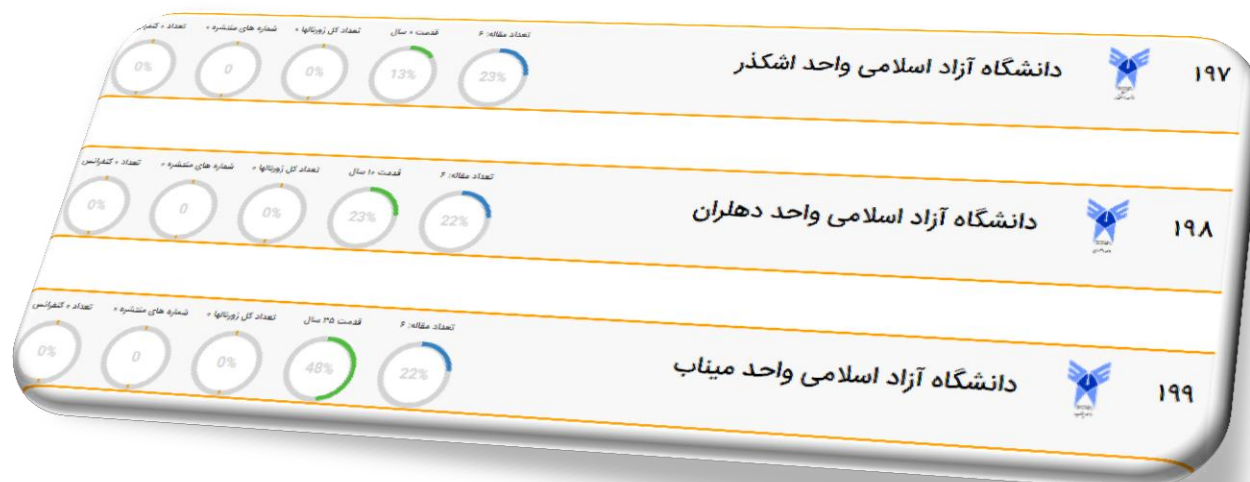 ۱۹۷
دانشگاه آزاد اسلامی واحد اشکذر
تعداد مقاله: ۶
23%
قدمت ۰ سال
13%
تعداد کل ژورنالها ۰
0%
شماره های منتشره ۰
0
تعداد ۰
0%
۱۹۸
دانشگاه آزاد اسلامی واحد دهلران
تعداد مقاله: ۶
22%
قدمت ۱۰ سال
23%
تعداد کل ژورنالها ۰
0%
شماره های منتشره ۰
0
تعداد ۰ کنفرانس
0%
۱۹۹
دانشگاه آزاد اسلامی واحد میناب
تعداد مقاله: ۶
22%
قدمت ۳۵ سال
48%
تعداد کل ژورنالها ۰
0%
شماره های منتشره ۰
0
تعداد ۰ کنفرانس
0%